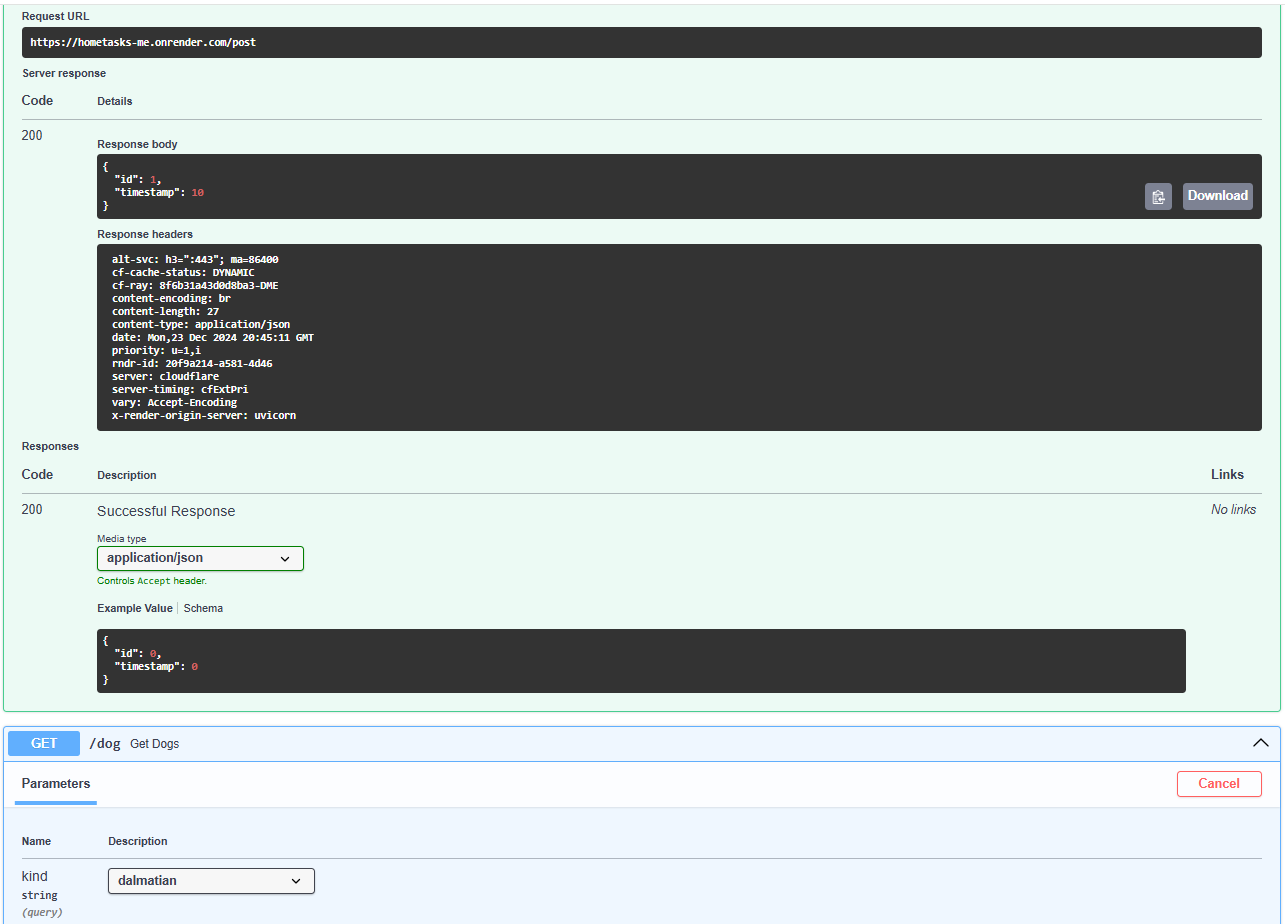 Request URL
https://hometasks-me.onrender.com/post
Server response
Code Details
200
Response body
{
"id": 1,
"timestamp": 10
}
Download
Response headers
alt-svc: h3=":443"; ma=86400
cf-cache-status: DYNAMIC
cf-ray: 8f6b31a43d0d8ba3-DME
content-encoding: br
content-length: 27
content-type: application/json
date: Mon,23 Dec 2024 20:45:11 GMT
priority: u=1,i
rndr-id: 20f9a214-a581-4d46
server: cloudflare
server-timing: cfExtPri
vary: Accept-Encoding
x-render-origin-server: uvicorn
Responses
Code Description Links
200 Successful Response No links
Media type
application/json
Controls Accept header.
Example Value Schema
{
"id": 0,
"timestamp": 0
}
GET /dog Get Dogs
Parameters Cancel
Name Description
kind dalmatian
string
(query)